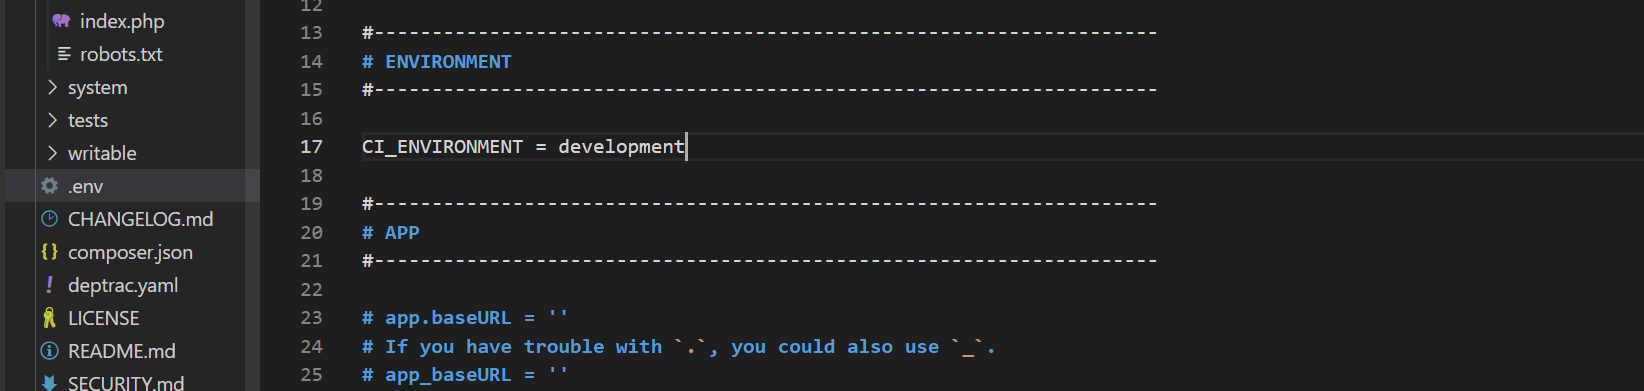 index.php
robots.txt
system
tests
writable
.env
CHANGELOG.md
composer.json
deptrac.yaml
LICENSE
README.md
SECURITY.md
12
13 #--------------------------------------------------------------------
14 # ENVIRONMENT
15 #--------------------------------------------------------------------
16
17 CI_ENVIRONMENT = development
18
19 #--------------------------------------------------------------------
20 # APP
21 #--------------------------------------------------------------------
22
23 # app.baseURL = ''
24 # If you have trouble with `.`, you could also use `_`.
25 # app_baseURL = ''